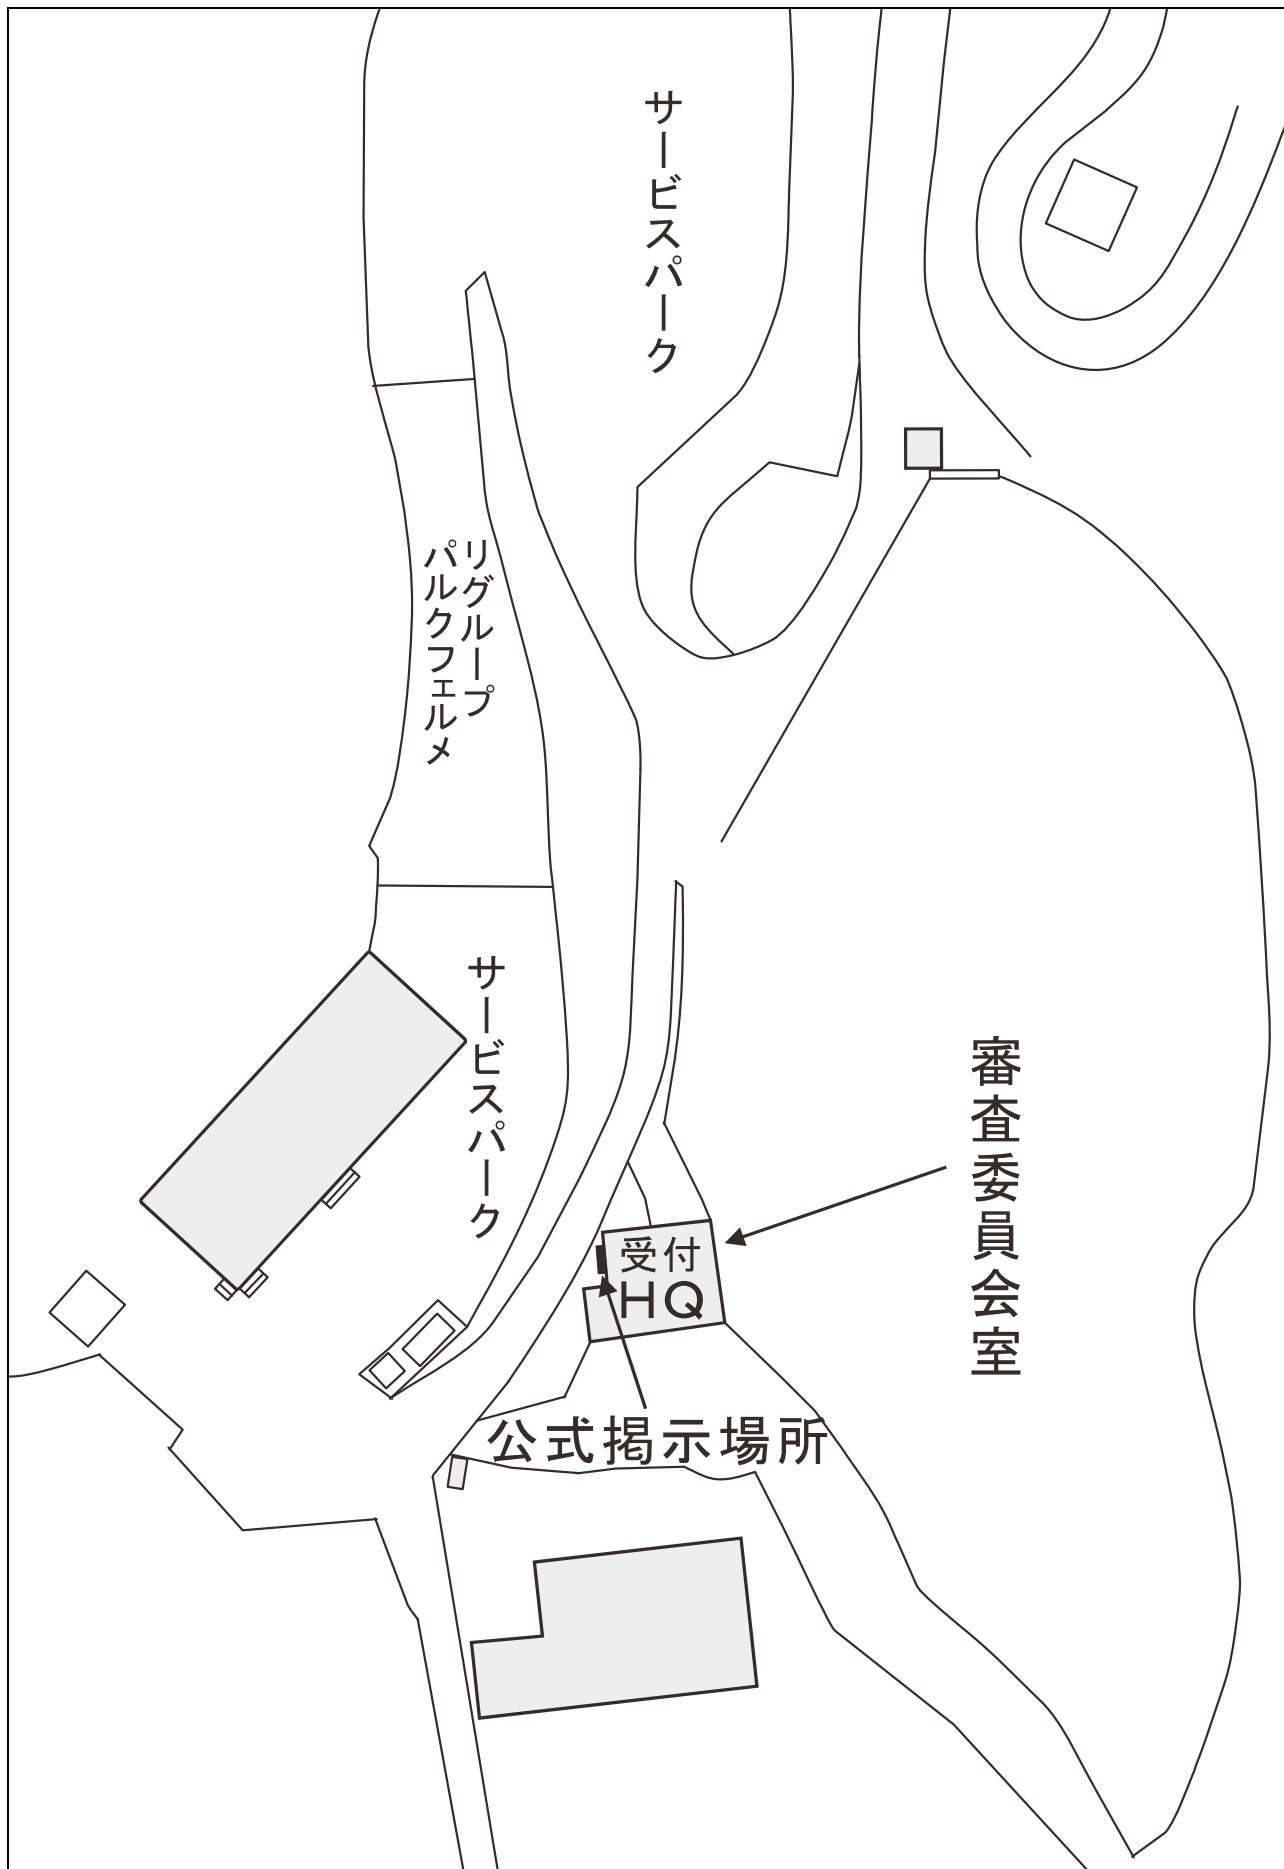 サービスパーク
リグループ
パルクフェルメ
サービスパーク
審査委員会室
受付
HQ
公式掲示場所